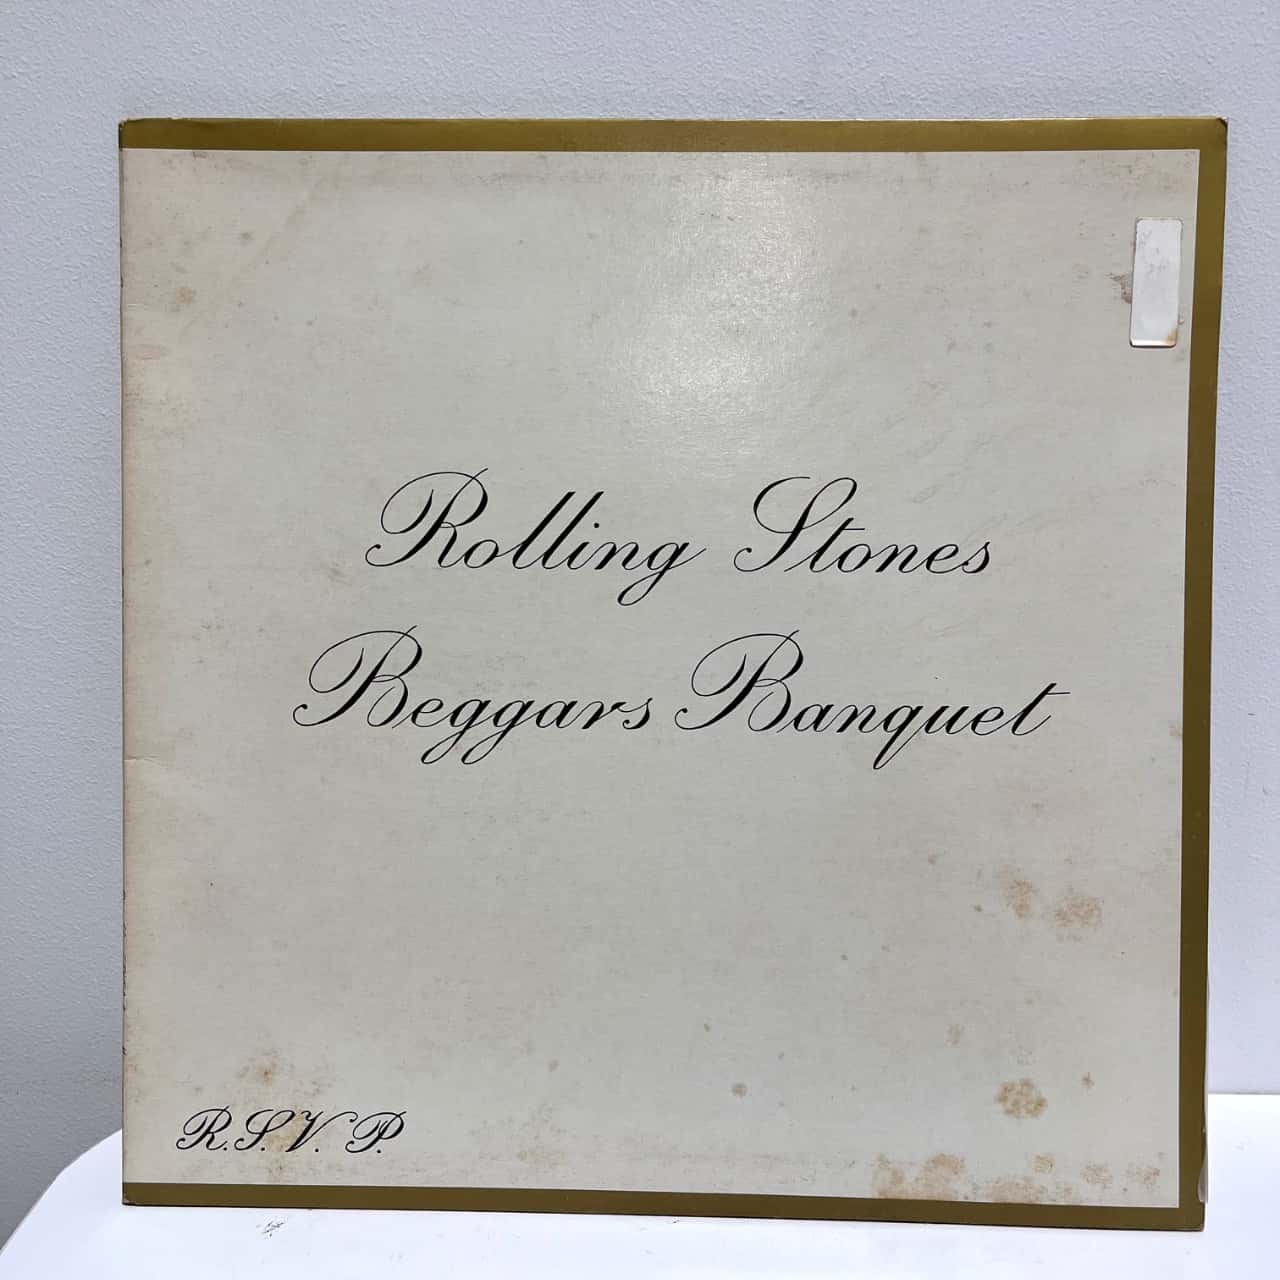 Rolling Stones
Beggars Banquet
R.S.V.P.